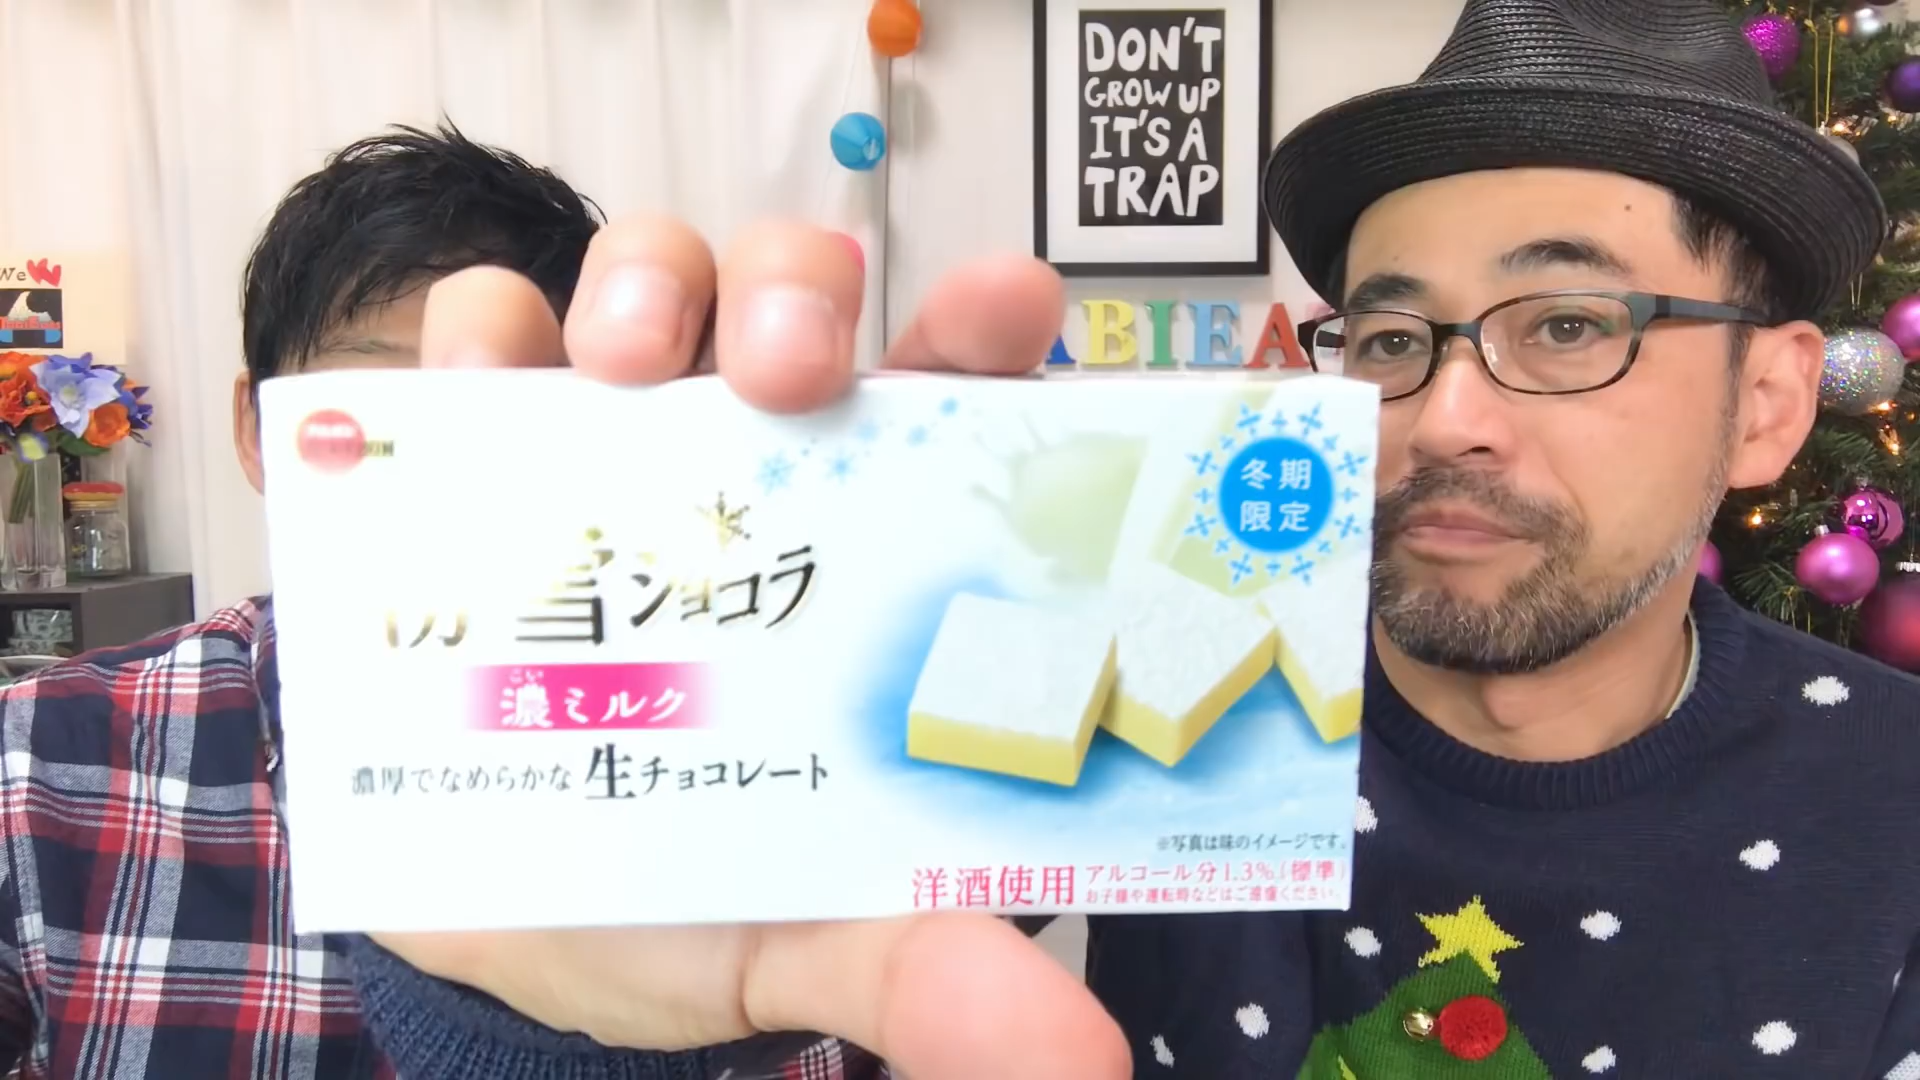 DON'T
GROW UP
IT'S A
TRAP
We
ABIEA
冬期
限定
雪ショコラ
こい
濃ミルク
濃厚でなめらかな 生チョコレート
※写真は味のイメージです。
洋酒使用 アルコール分1.3%(標準)
お子様や運転時などはご遠慮ください。